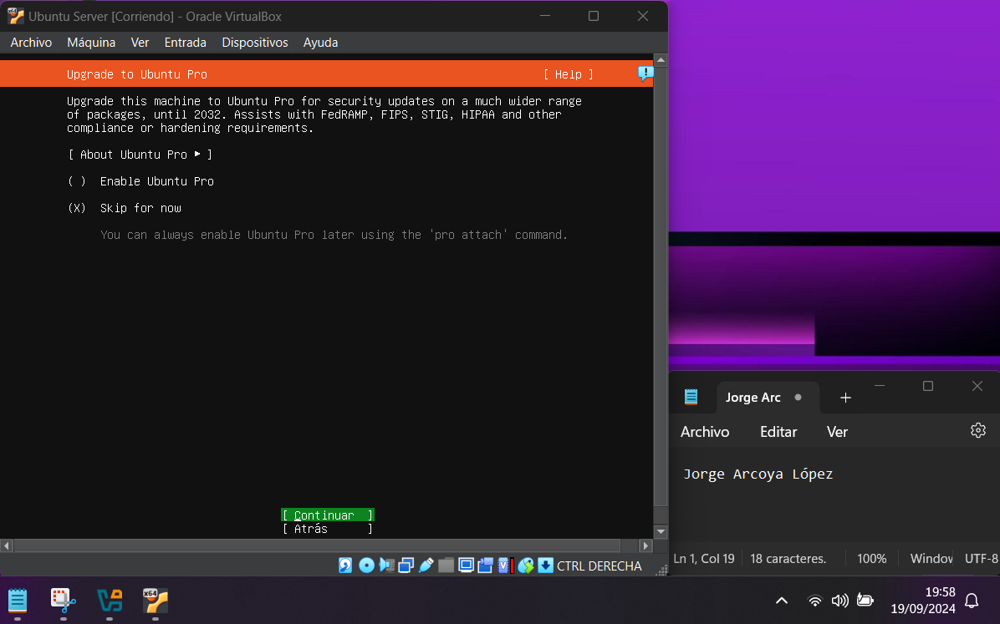 Ubuntu Server [Corriendo] - Oracle VirtualBox
Archivo Máquina Ver Entrada Dispositivos Ayuda
Upgrade to Ubuntu Pro [ Help ]
Upgrade this machine to Ubuntu Pro for security updates on a much wider range
of packages, until 2032. Assists with FedRAMP, FIPS, STIG, HIPAA and other
compliance or hardening requirements.
[ About Ubuntu Pro ▸ ]
( ) Enable Ubuntu Pro
(X) Skip for now
You can always enable Ubuntu Pro later using the 'pro attach' command.
[ Continuar ]
[ Atrás ]
CTRL DERECHA
Jorge Arc
Archivo Editar Ver
Jorge Arcoya López
Ln 1, Col 19 18 caracteres. 100% Window UTF-8
x64
19:58
19/09/2024